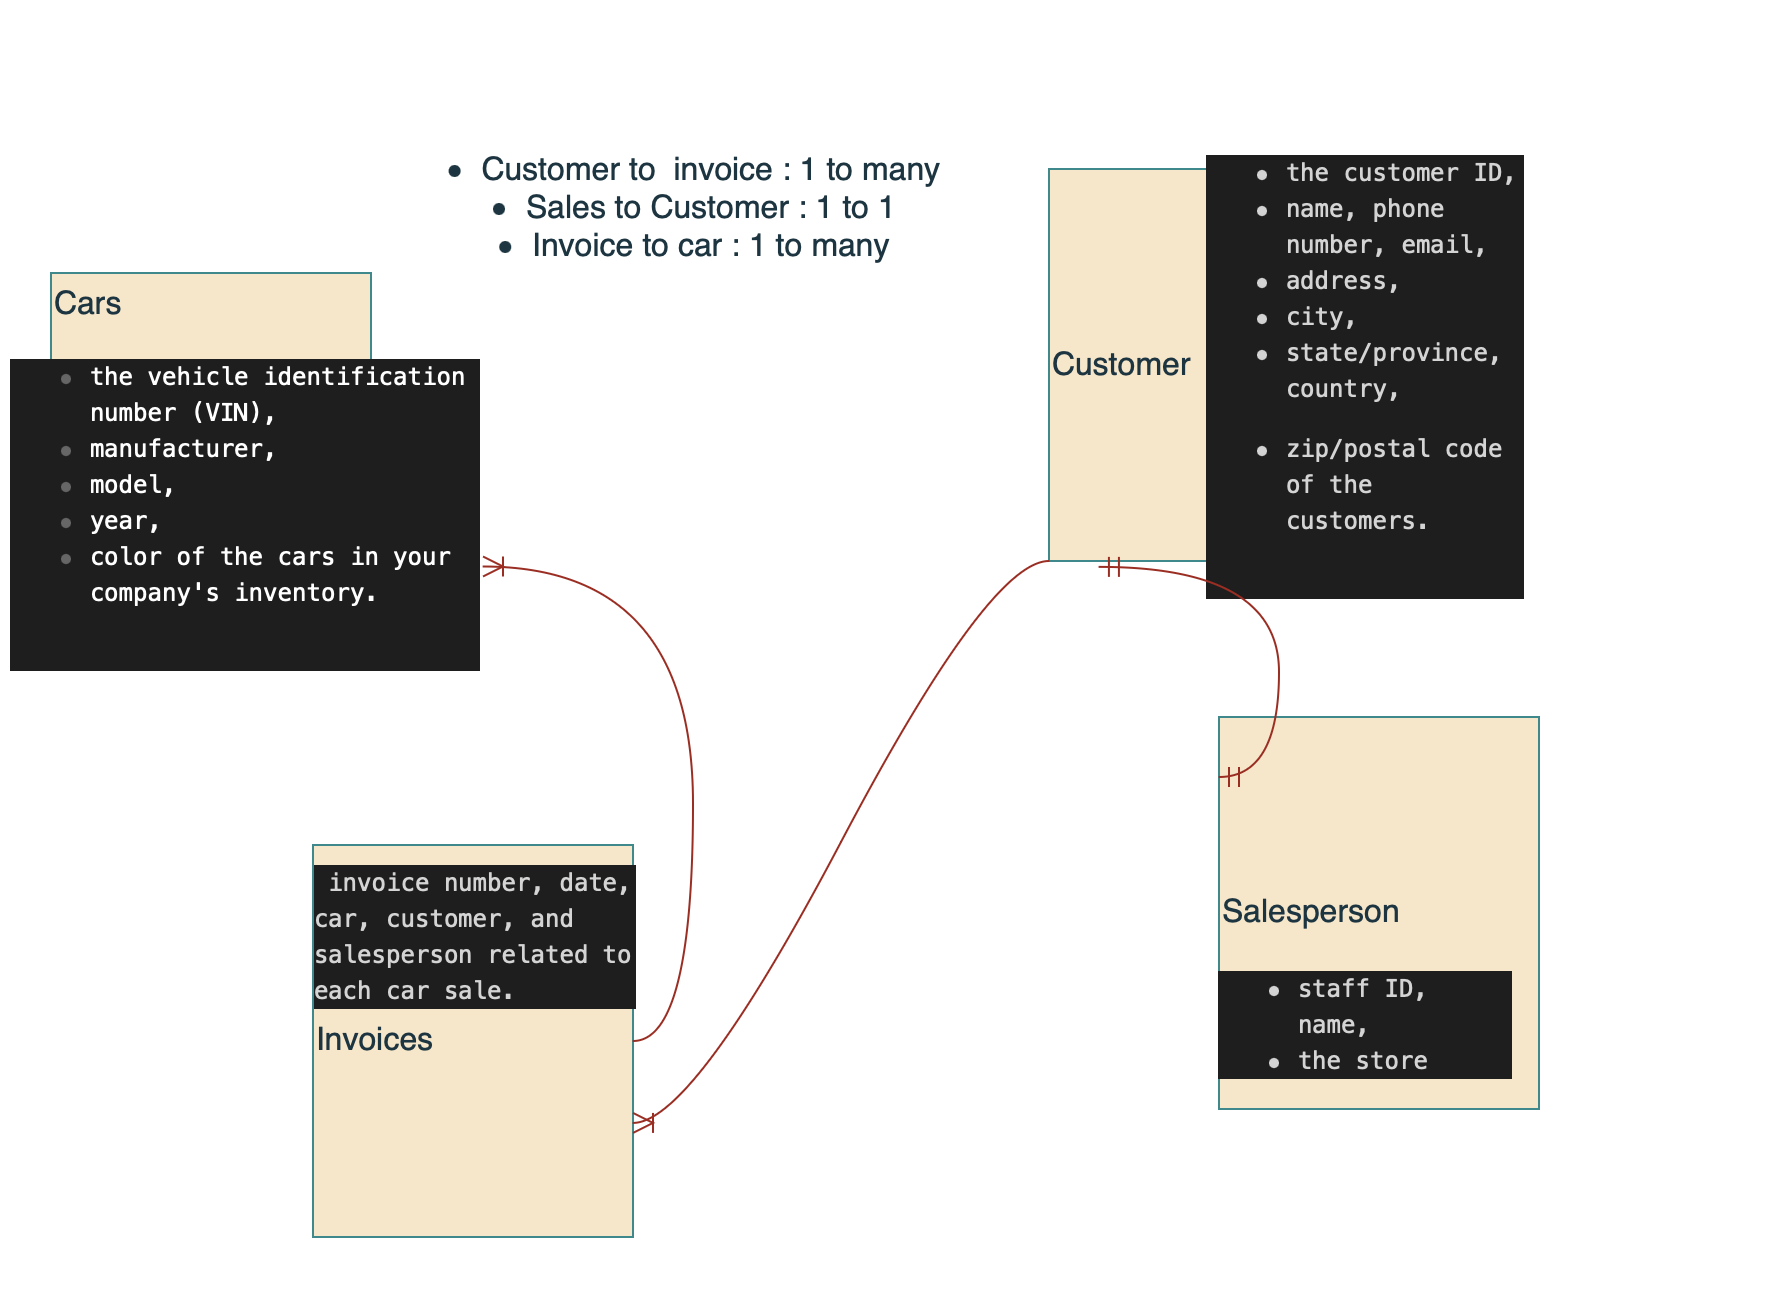 • Customer to  invoice : 1 to many
• Sales to Customer : 1 to 1
• Invoice to car : 1 to many
Cars
• the vehicle identification
number (VIN),
• manufacturer,
• model,
• year,
• color of the cars in your
company's inventory.
Customer
• the customer ID,
• name, phone
number, email,
• address,
• city,
• state/province,
country,
• zip/postal code
of the
customers.
invoice number, date,
car, customer, and
salesperson related to
each car sale.
Invoices
Salesperson
• staff ID,
name,
• the store